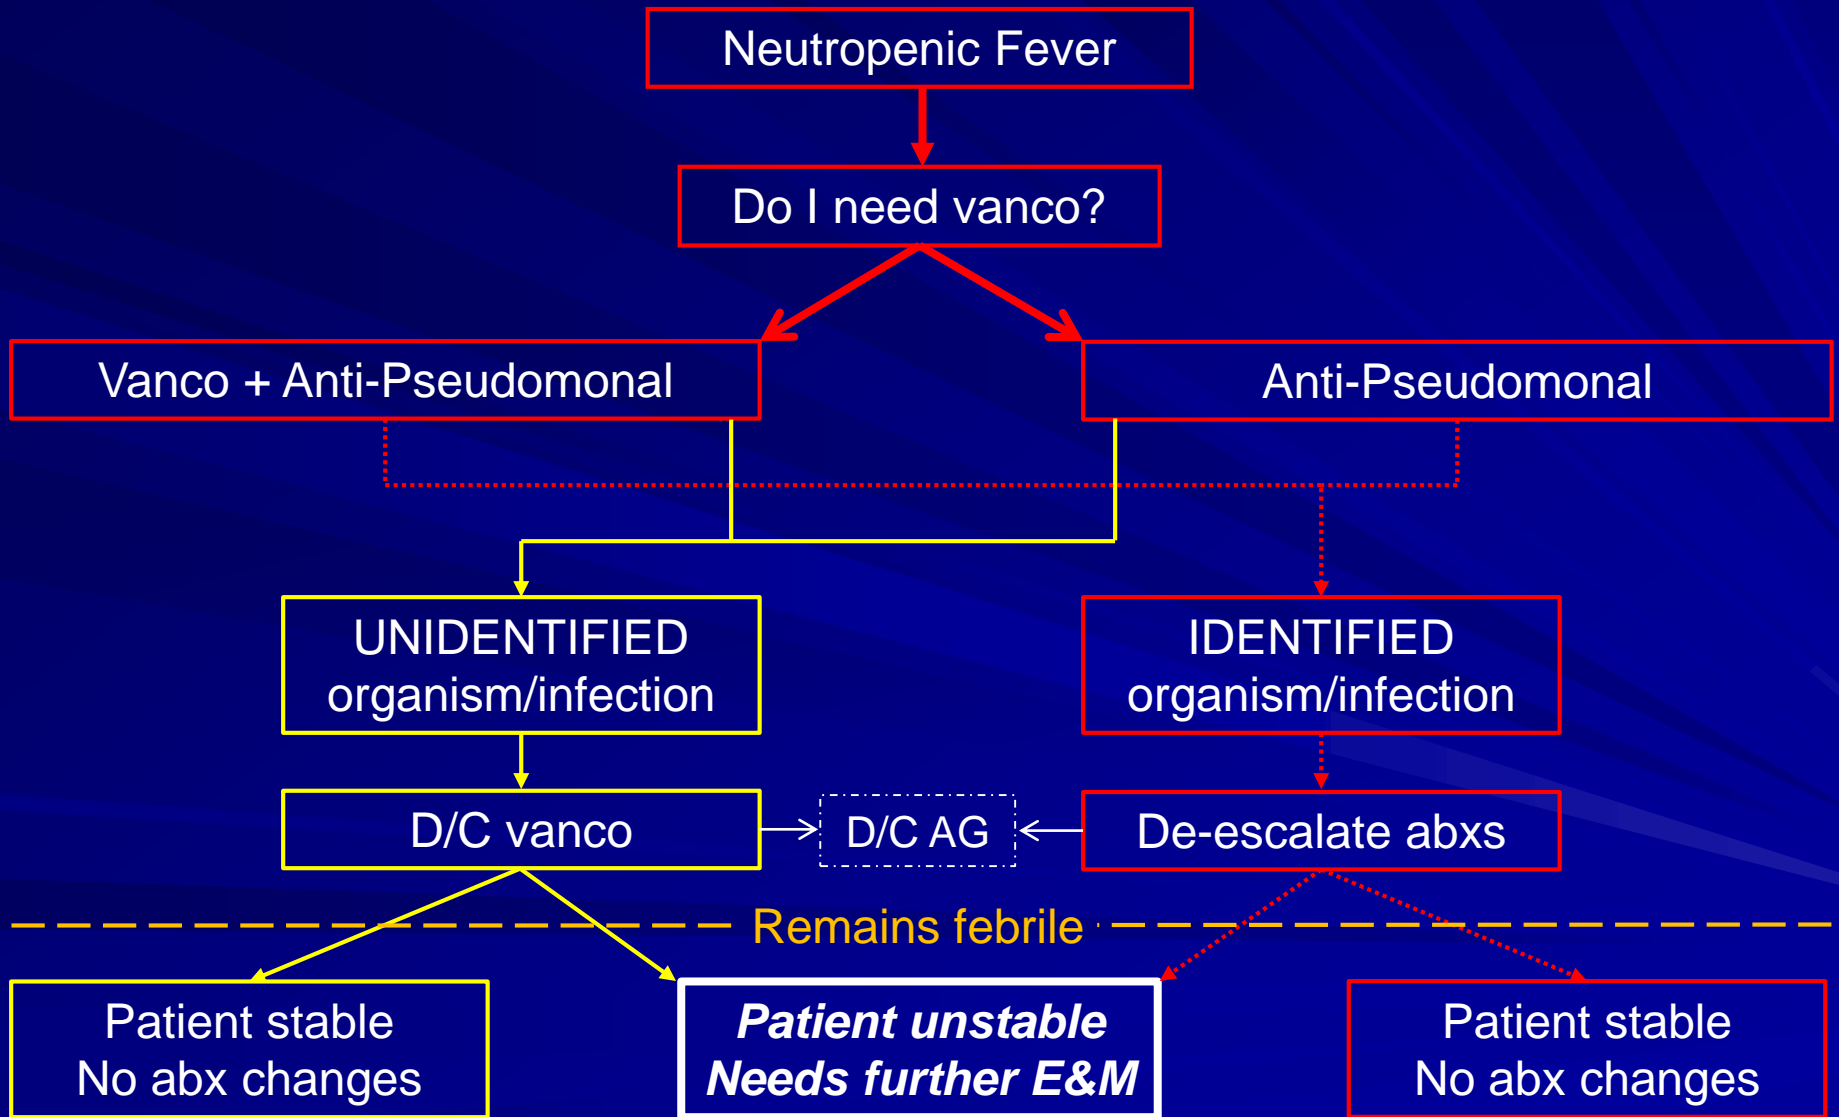 Neutropenic Fever
Do I need vanco?
Vanco + Anti-Pseudomonal
Anti-Pseudomonal
UNIDENTIFIED
organism/infection
IDENTIFIED
organism/infection
D/C vanco
D/C AG
De-escalate abxs
Remains febrile
Patient stable
No abx changes
Patient unstable
Needs further E&M
Patient stable
No abx changes